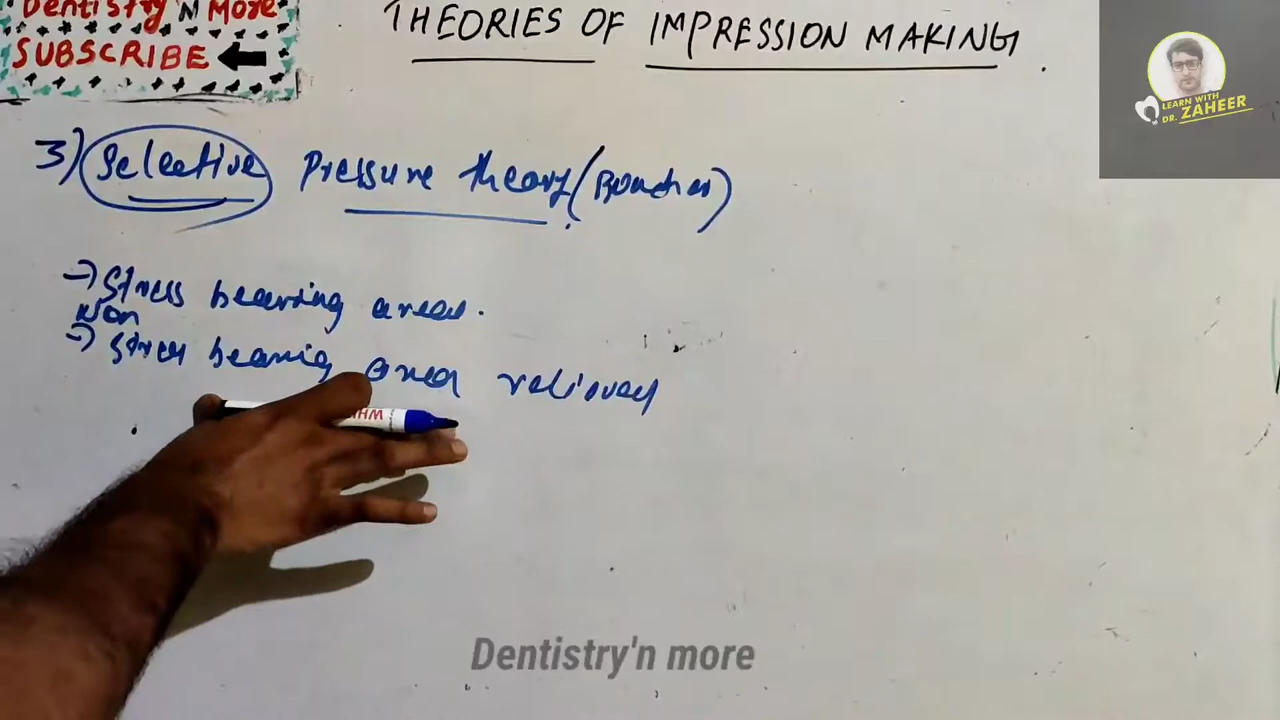 Dentistry 'N More
SUBSCRIBE
THEORIES OF IMPRESSION MAKING
LEARN WITH
DR. ZAHEER
3) Selective Pressure theory (Boucher)
→ Stress bearing areas.
Non
→ Stress bearing area relieved
WH
Dentistry'n more